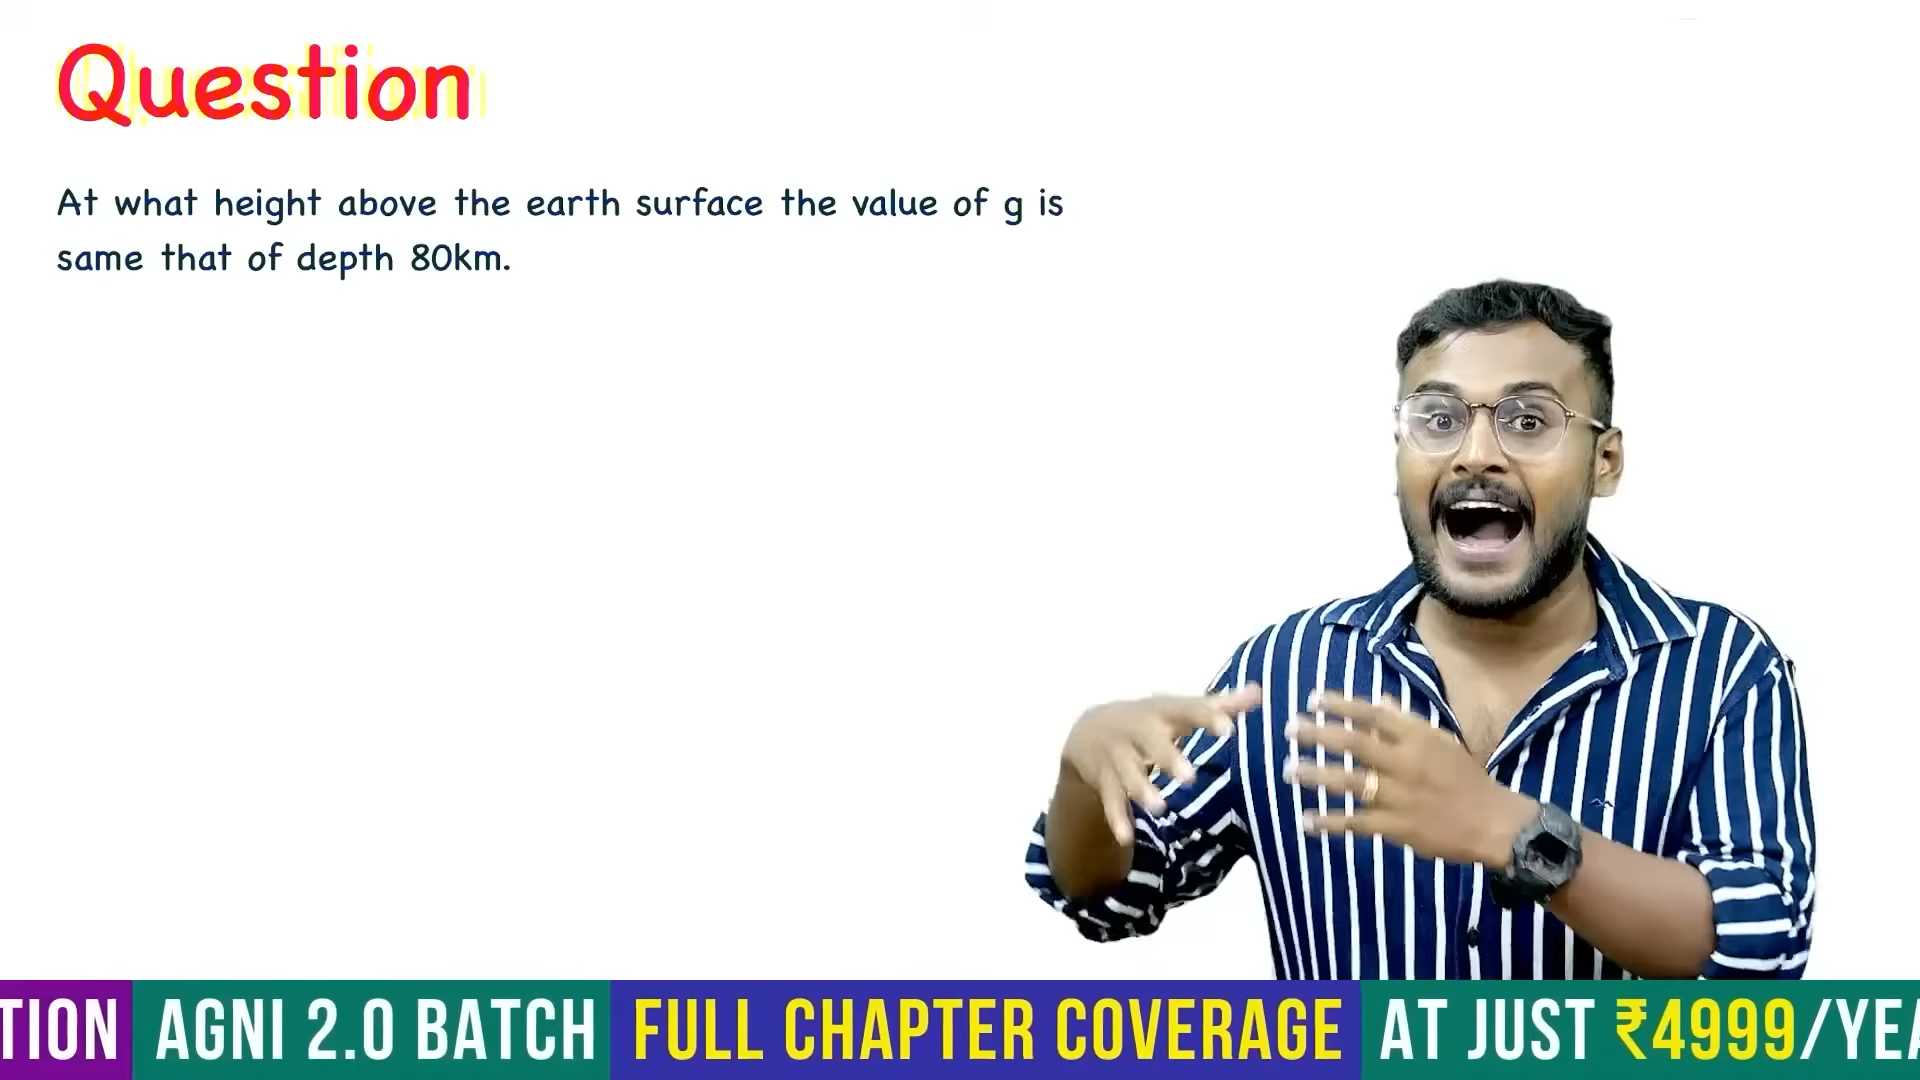 Question
At what height above the earth surface the value of g is
same that of depth 80km.
TION AGNI 2.0 BATCH FULL CHAPTER COVERAGE AT JUST ₹4999/YEA